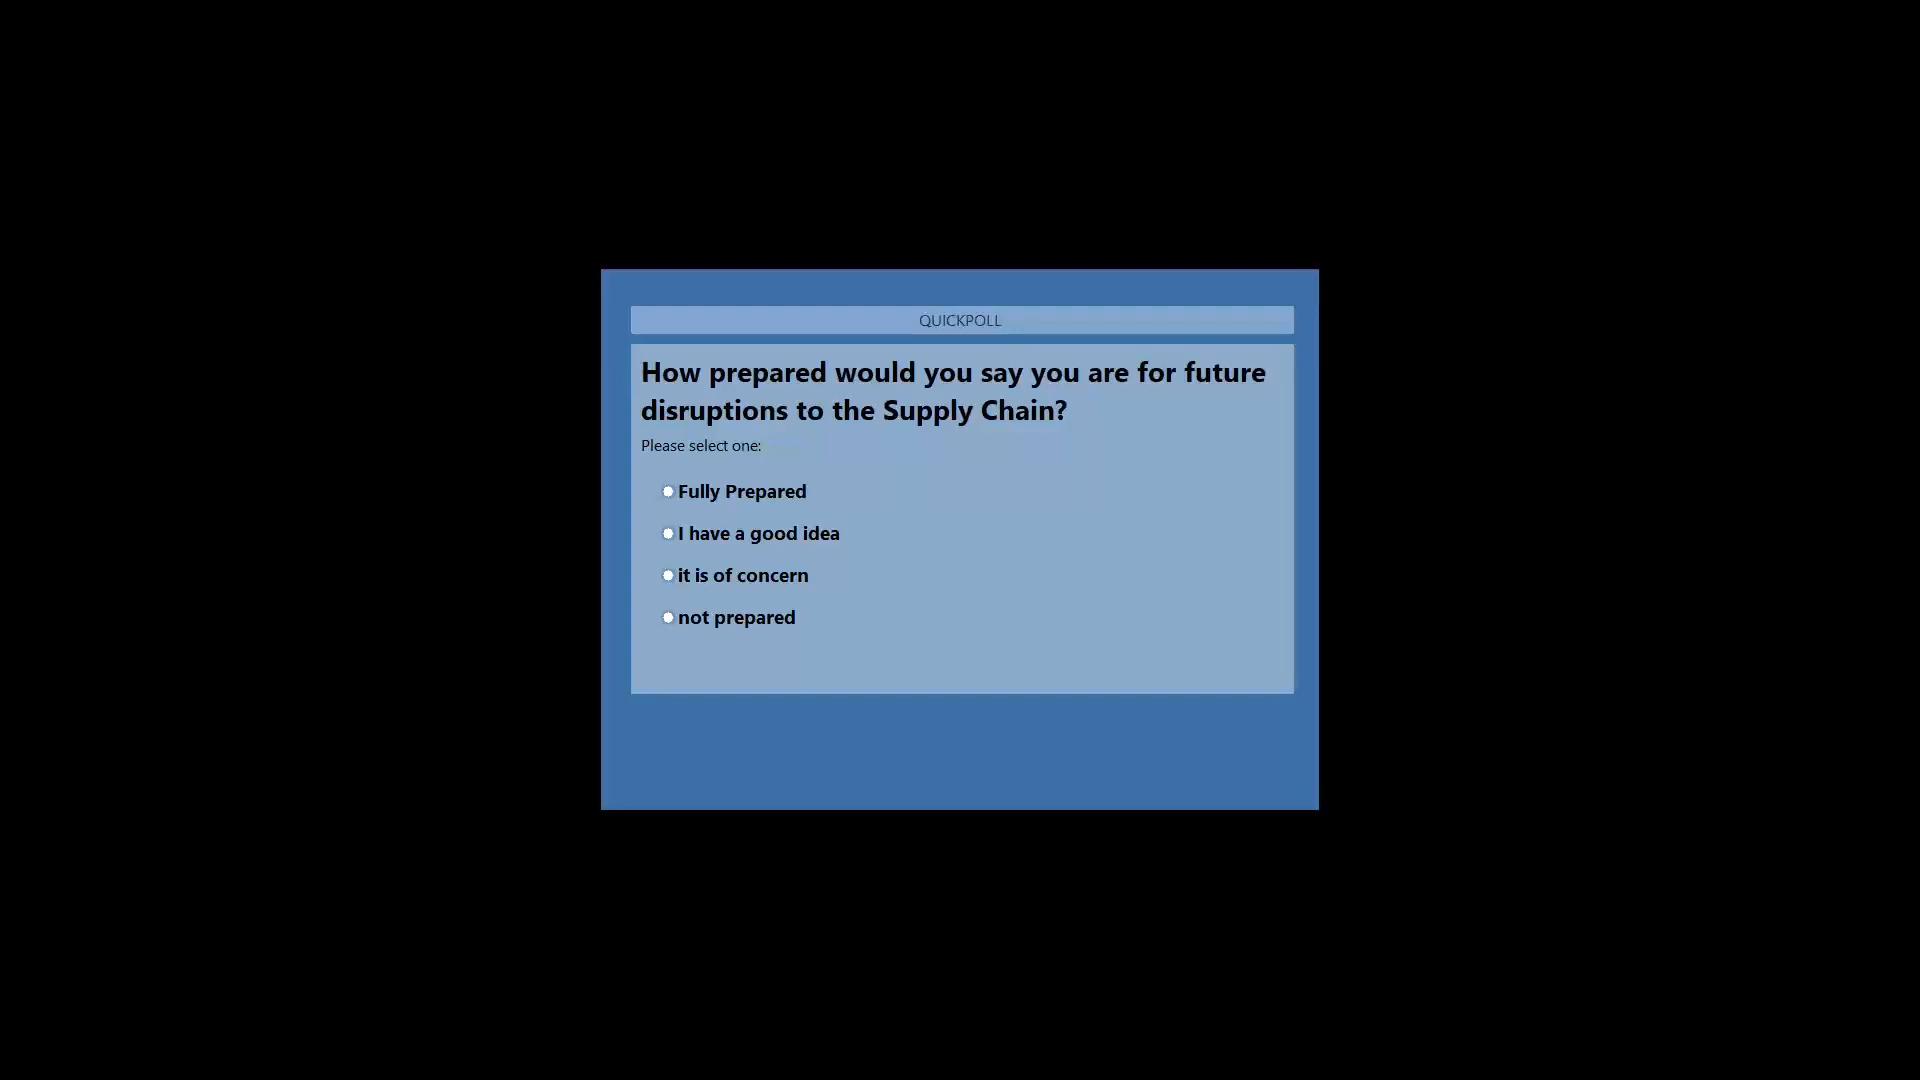 QUICKPOLL
How prepared would you say you are for future
disruptions to the Supply Chain?
Please select one:
Fully Prepared
I have a good idea
it is of concern
not prepared